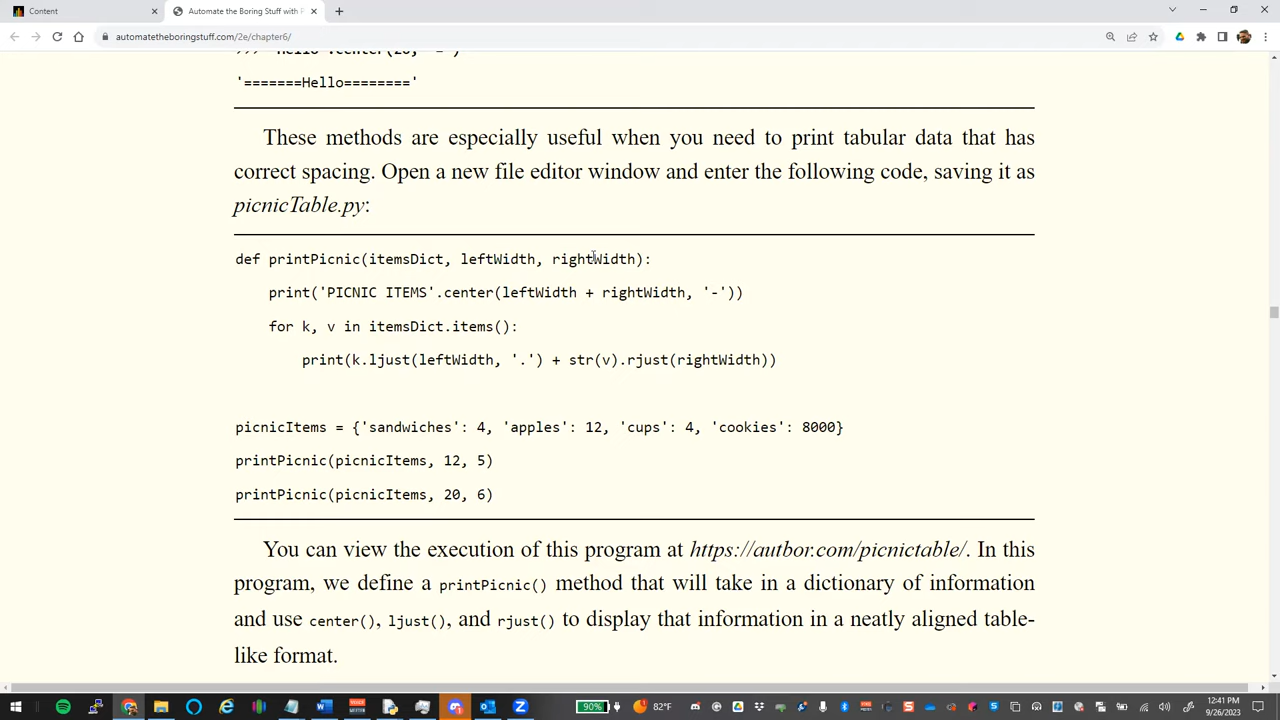 Content
Automate the Boring Stuff with P
automatetheboringstuff.com/2e/chapter6/
'=======Hello========'
These methods are especially useful when you need to print tabular data that has
correct spacing. Open a new file editor window and enter the following code, saving it as
picnicTable.py:
def printPicnic(itemsDict, leftWidth, rightWidth):
print('PICNIC ITEMS'.center(leftWidth + rightWidth, '-'))
for k, v in itemsDict.items():
print(k.ljust(leftWidth, '.') + str(v).rjust(rightWidth))
picnicItems = {'sandwiches': 4, 'apples': 12, 'cups': 4, 'cookies': 8000}
printPicnic(picnicItems, 12, 5)
printPicnic(picnicItems, 20, 6)
You can view the execution of this program at https://autbor.com/picnictable/. In this
program, we define a printPicnic() method that will take in a dictionary of information
and use center(), ljust(), and rjust() to display that information in a neatly aligned table-
like format.
90%
82°F
12:41 PM
9/26/2023